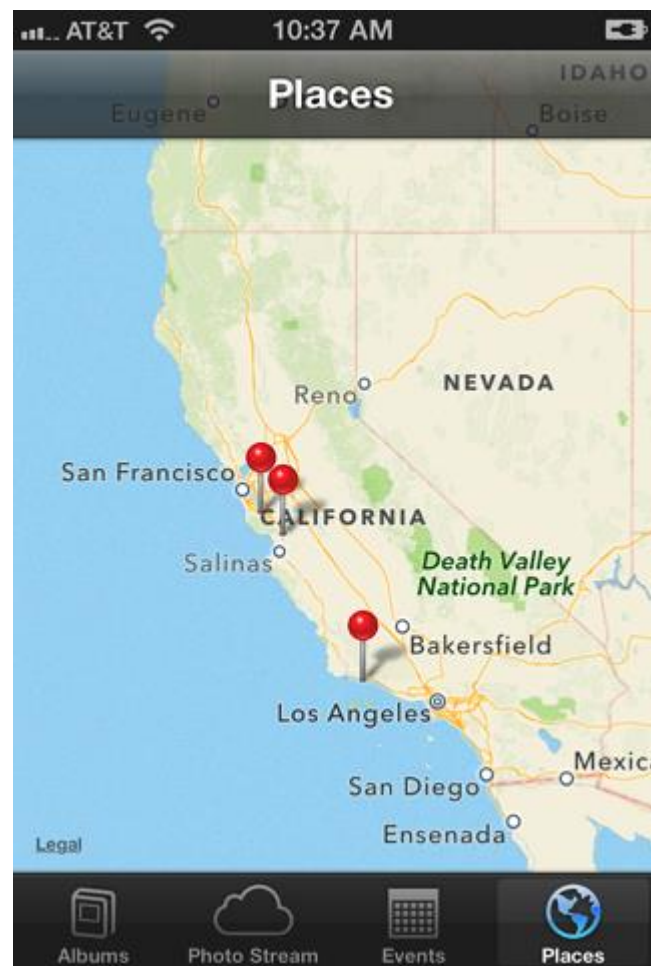 AT&T 10:37 AM
Places
IDAHO
Eugene
Boise
Reno
NEVADA
San Francisco
CALIFORNIA
Salinas
Death Valley
National Park
Bakersfield
Los Angeles
Mexic
San Diego
Ensenada
Legal
Albums Photo Stream Events Places